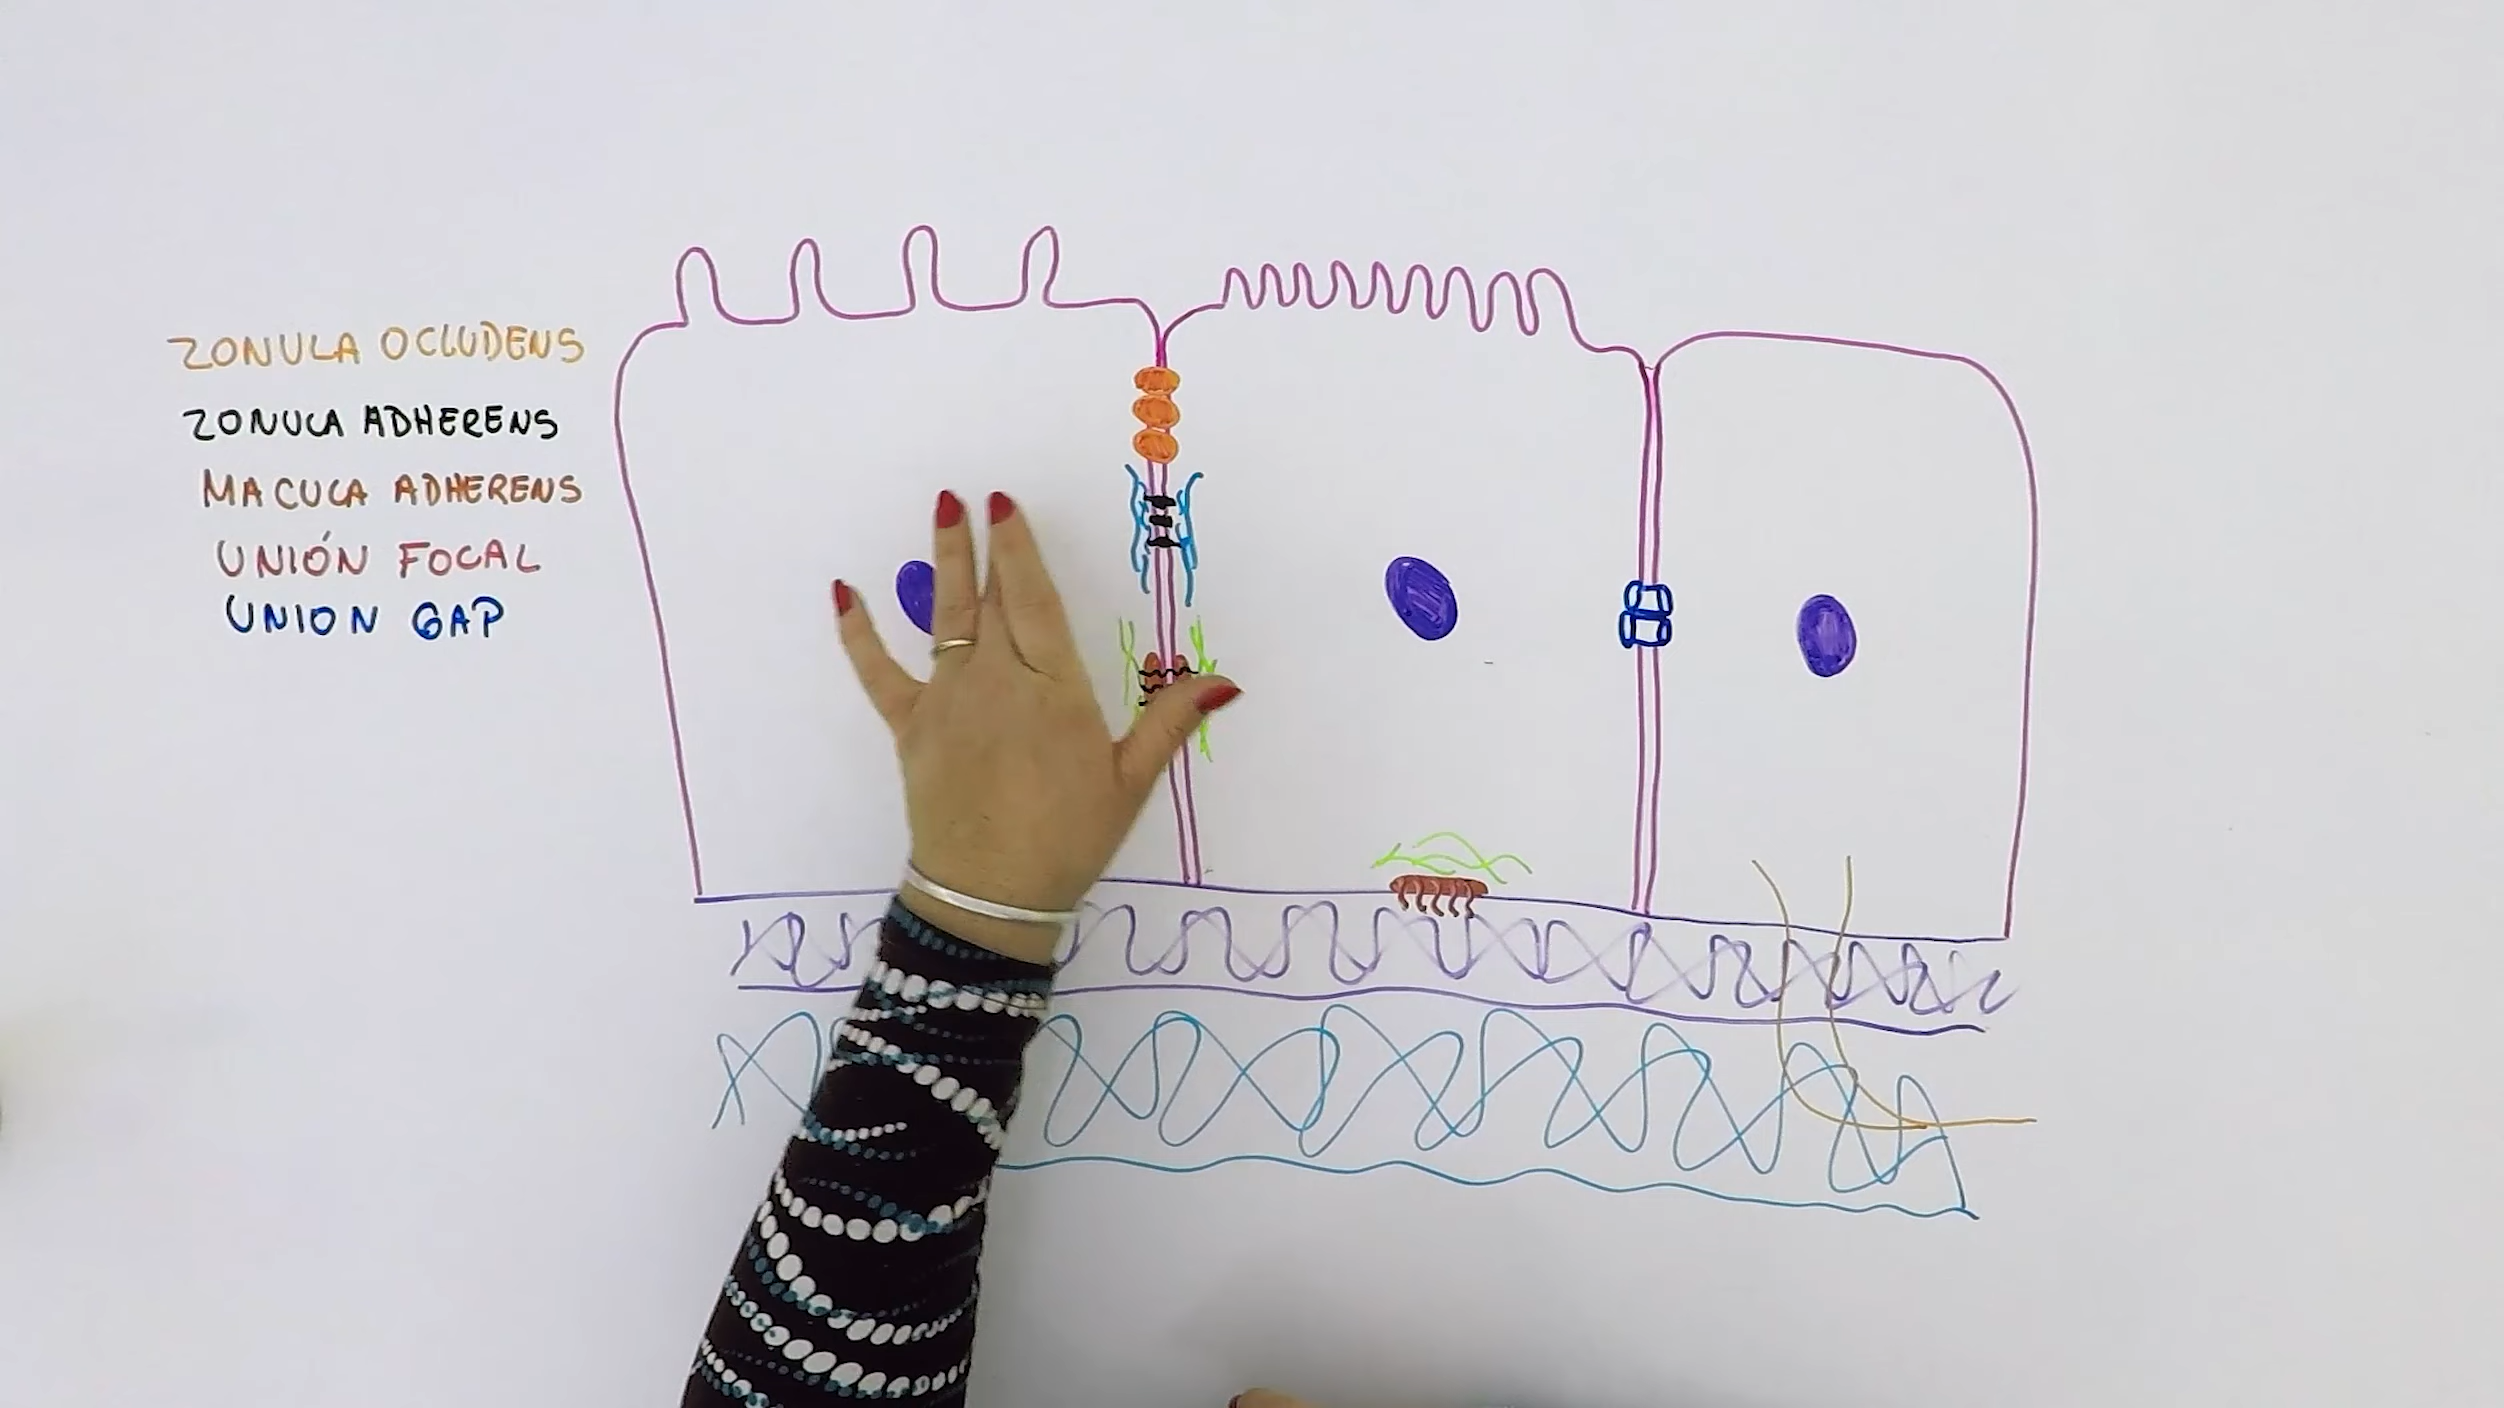 ZONULA OCLUDENS
ZONULA ADHERENS
MACULA ADHERENS
UNIÓN FOCAL
UNION GAP